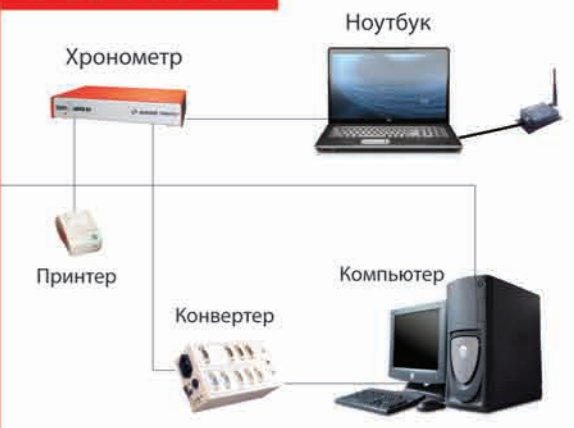 Ноутбук
Хронометр
Принтер
Компьютер
Конвертер